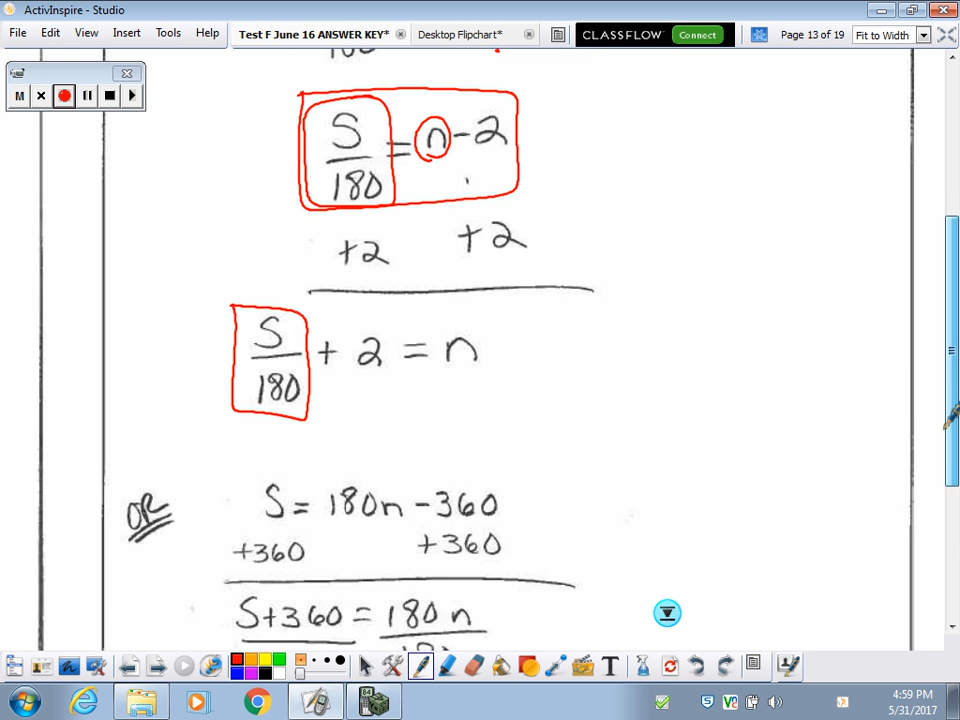 ActivInspire - Studio
File Edit View Insert Tools Help
Test F June 16 ANSWER KEY*
Desktop Flipchart*
CLASSFLOW Connect
Page 13 of 19
Fit to Width
M
S/180 = n - 2
+2 +2
S/180 + 2 = n
OR
S = 180n - 360
+360 +360
S+360 = 180n
4:59 PM
5/31/2017